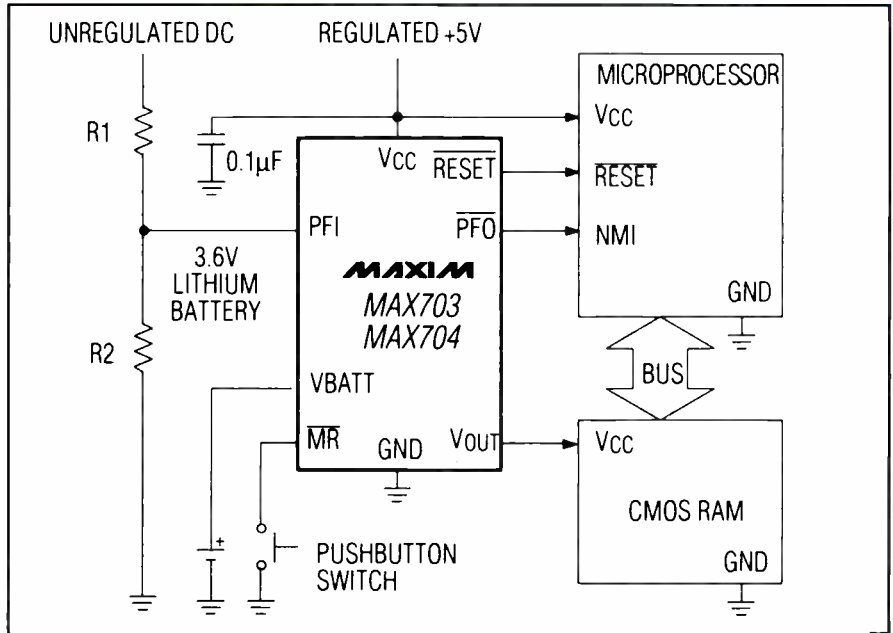 UNREGULATED DC
REGULATED +5V
MICROPROCESSOR
R1
0.1µF
VCC
RESET
VCC
RESET
PFI
PFO
NMI
3.6V
LITHIUM
BATTERY
MAXIM
MAX703
MAX704
GND
R2
BUS
VBATT
MR
GND
VOUT
VCC
CMOS RAM
+
PUSHBUTTON
SWITCH
GND